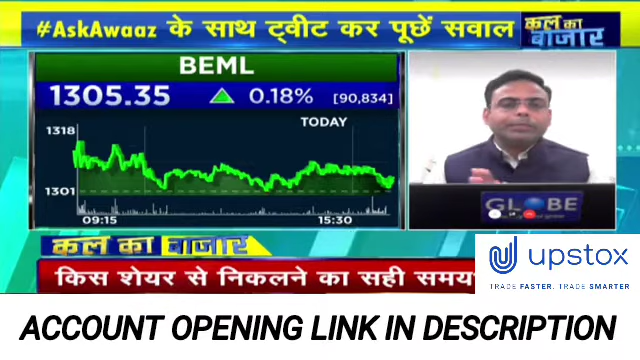 #AskAwaaz के साथ ट्वीट कर पूछें सवाल
कल का
बाज़ार
BEML
1305.35 ▲ 0.18% [90,834]
TODAY
1318
1301
09:15 15:30
GLOBE
कल का बाज़ार
किस शेयर से निकलने का सही समय
upstox
TRADE FASTER. TRADE SMARTER
ACCOUNT OPENING LINK IN DESCRIPTION